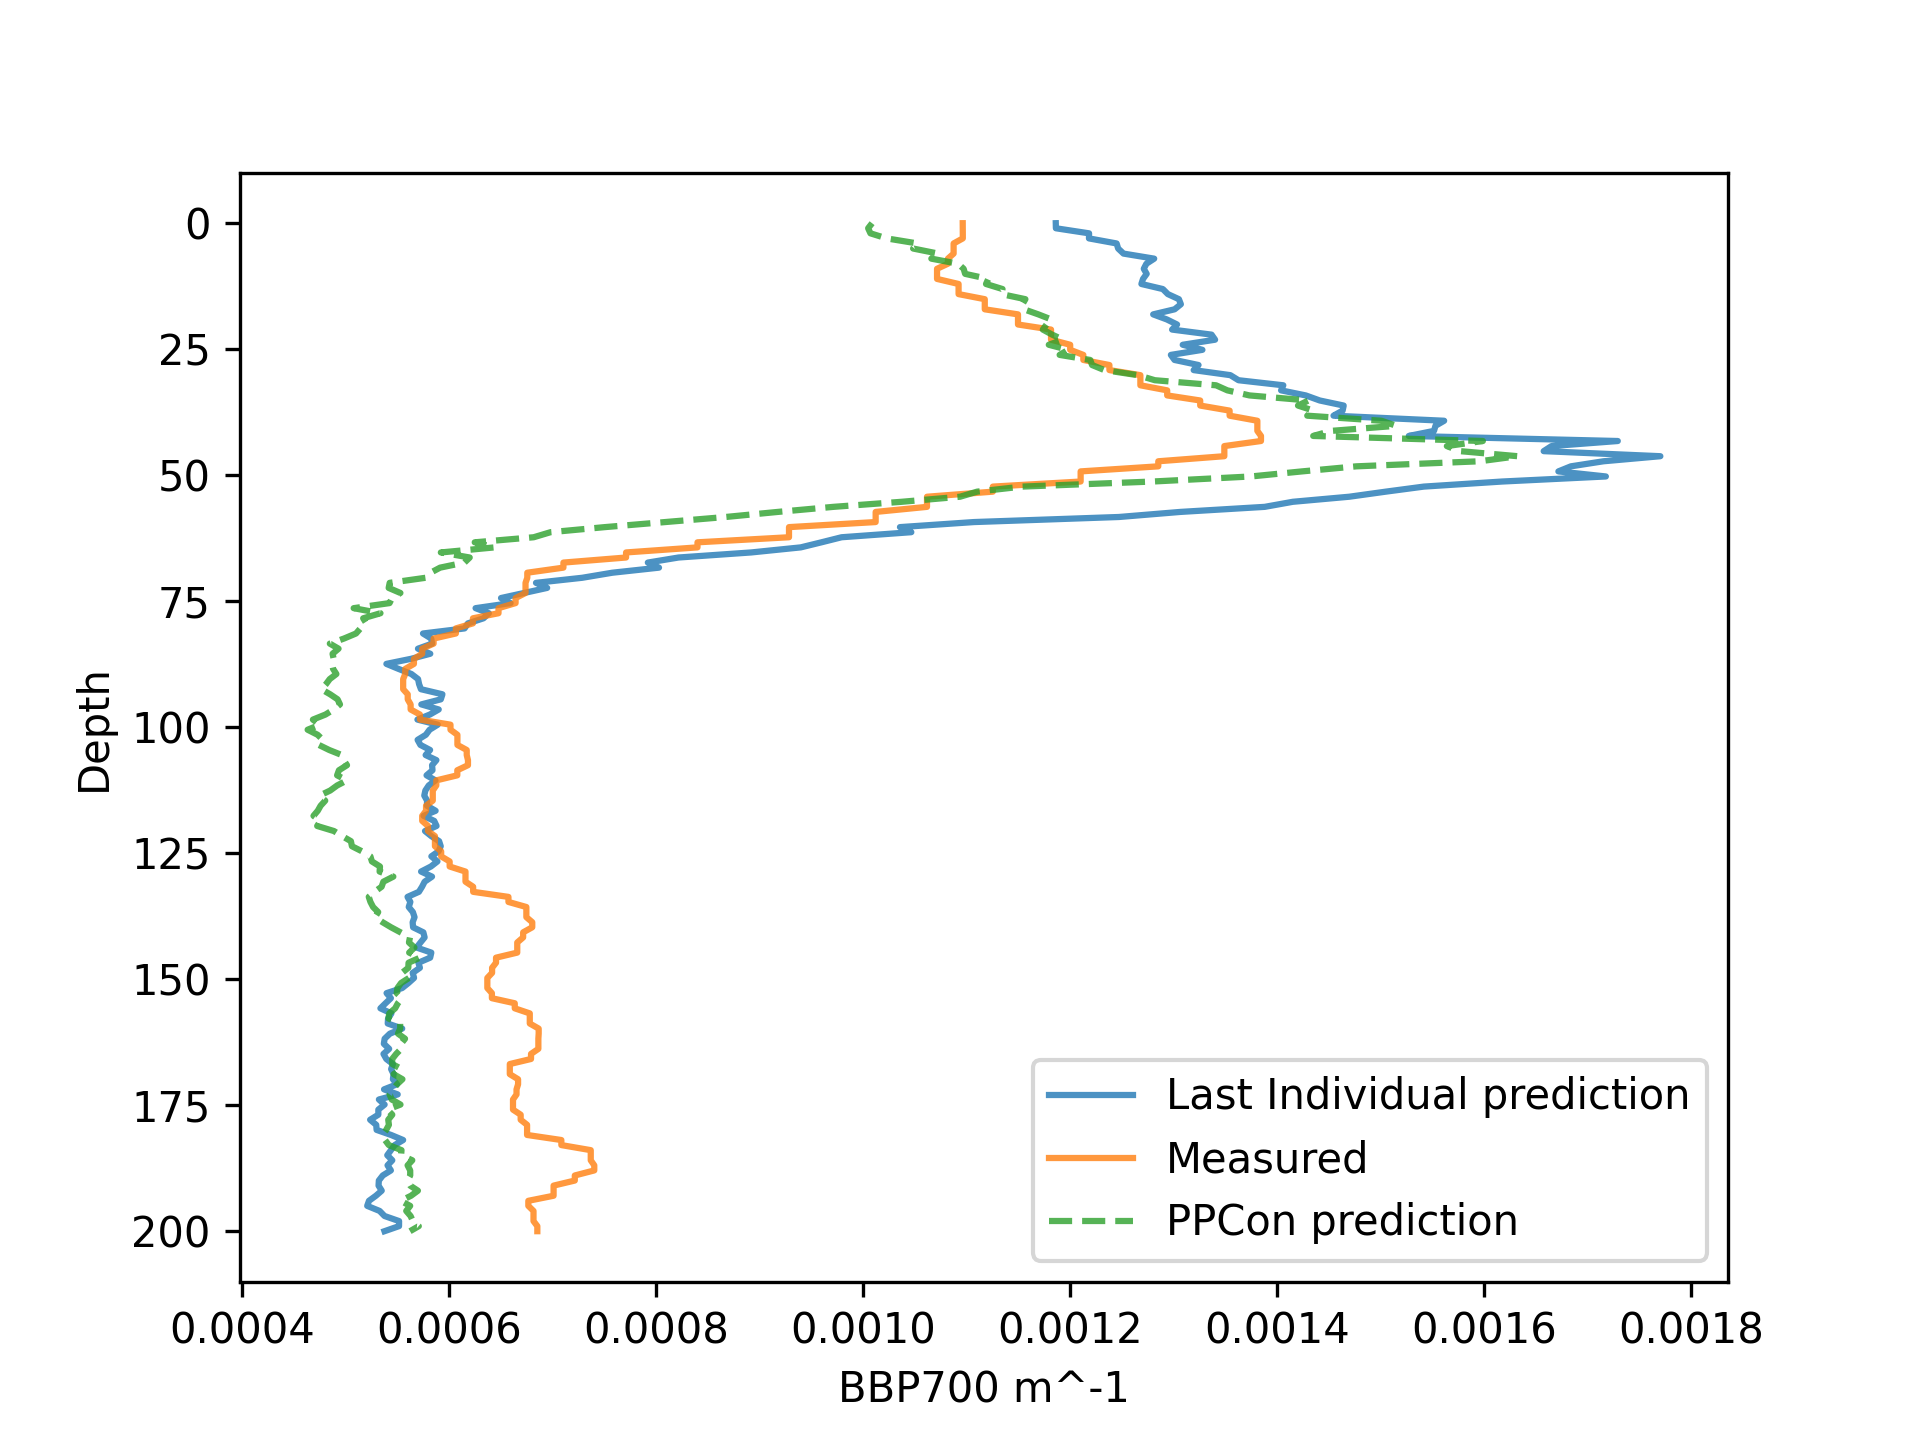 0
25
50
75
100
125
150
175
200
Depth
0.0004 0.0006 0.0008 0.0010 0.0012 0.0014 0.0016 0.0018
BBP700 m^-1
Last Individual prediction
Measured
PPCon prediction